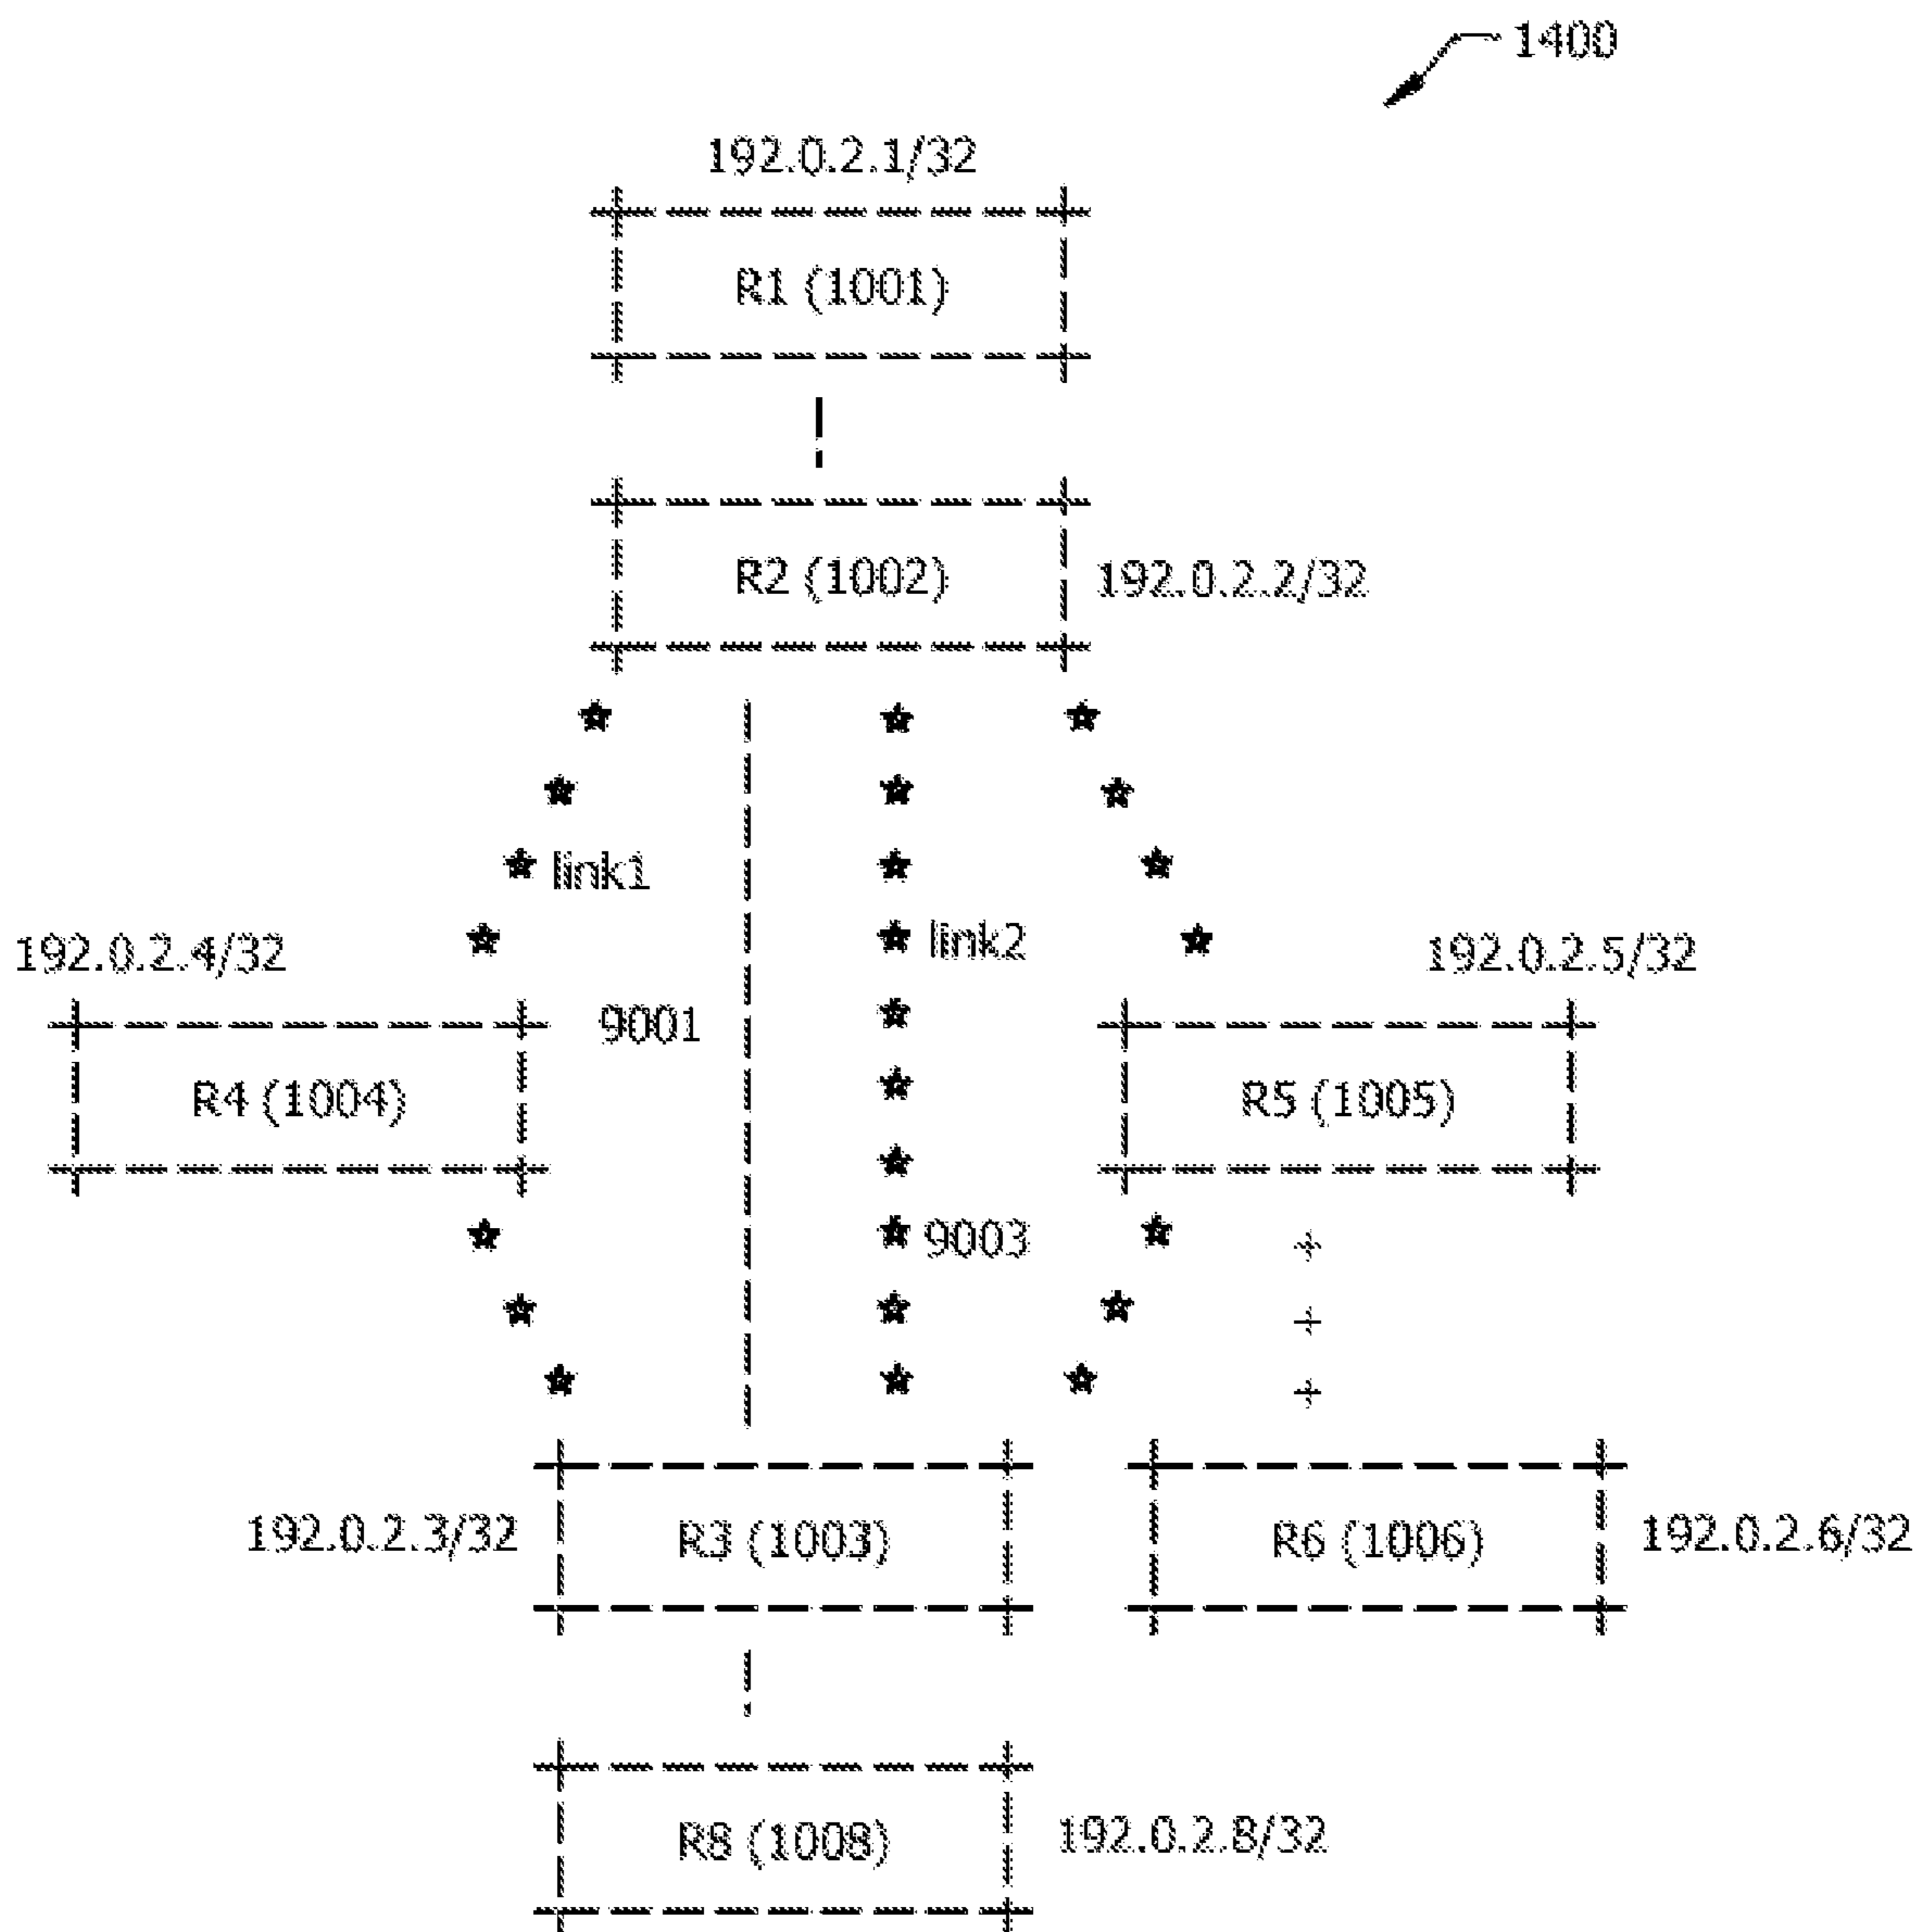 1400
192.0.2.1/32
R1 (1001)
R2 (1002)
192.0.2.2/32
link1
link2
192.0.2.4/32
192.0.2.5/32
9001
R4 (1004)
R5 (1005)
9003
192.0.2.3/32
R3 (1003)
R6 (1006)
192.0.2.6/32
R8 (1008)
192.0.2.8/32